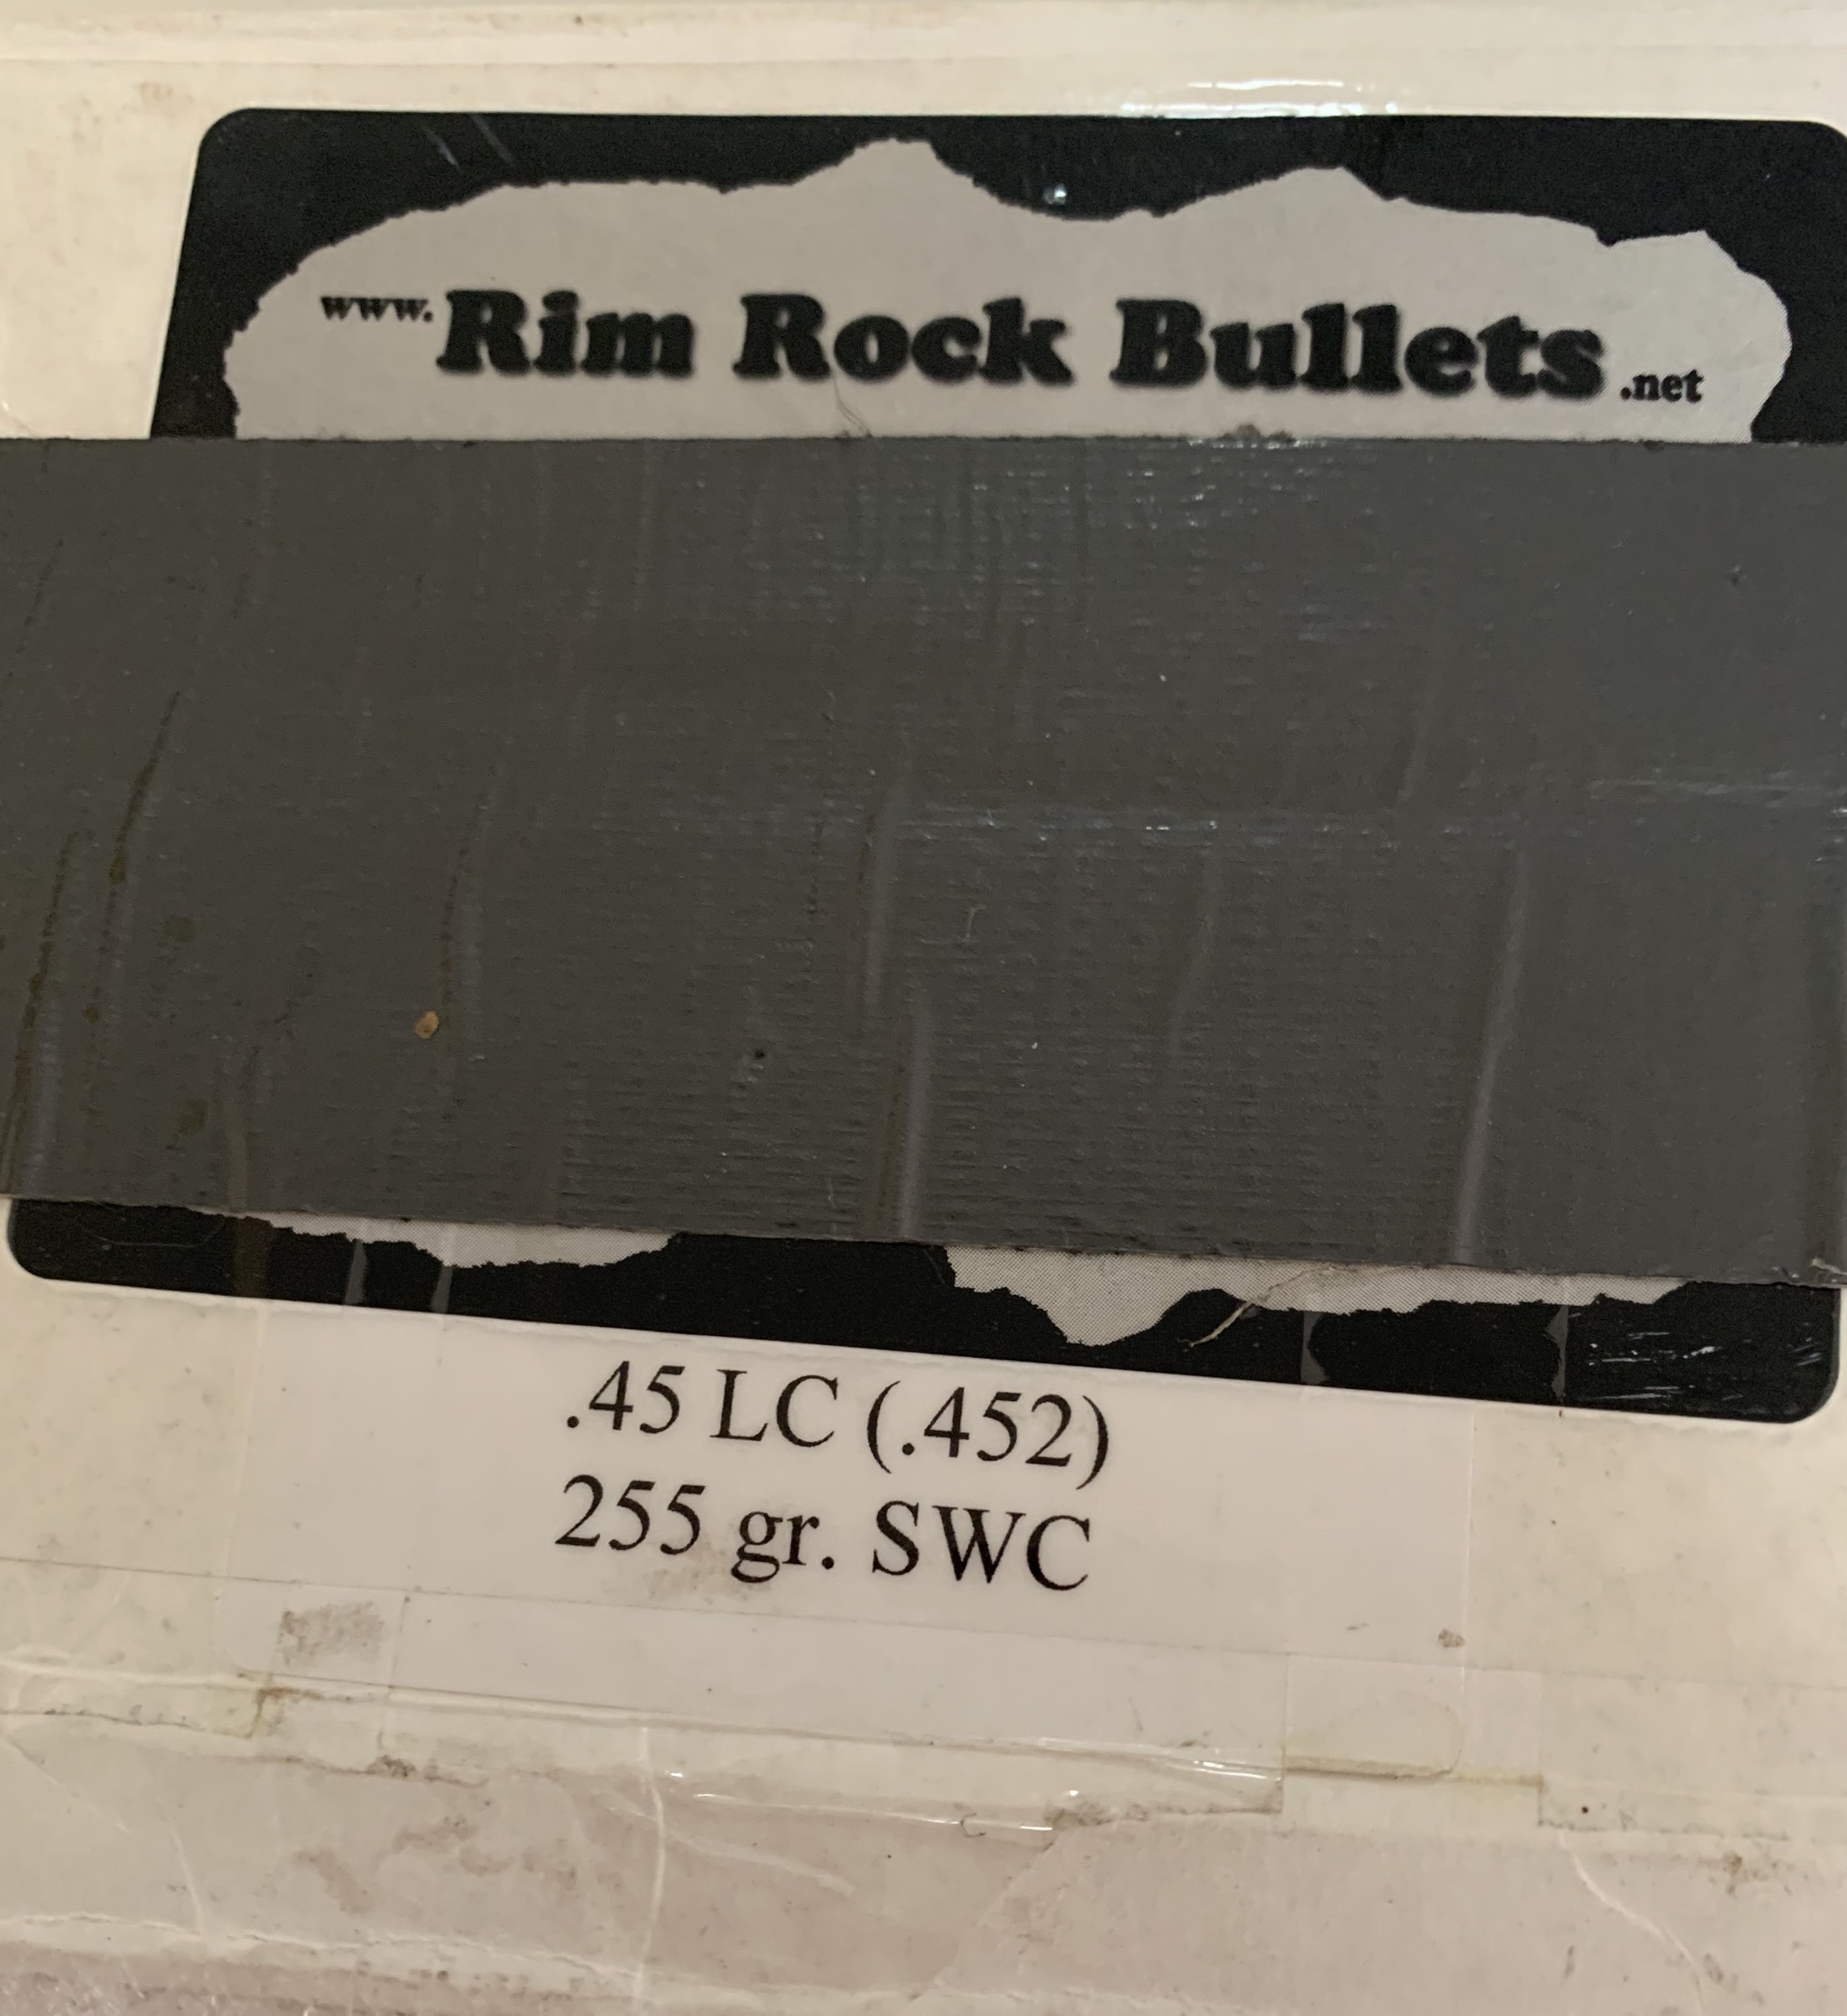 www. Rim Rock Bullets .net
.45 LC (.452)
255 gr. SWC